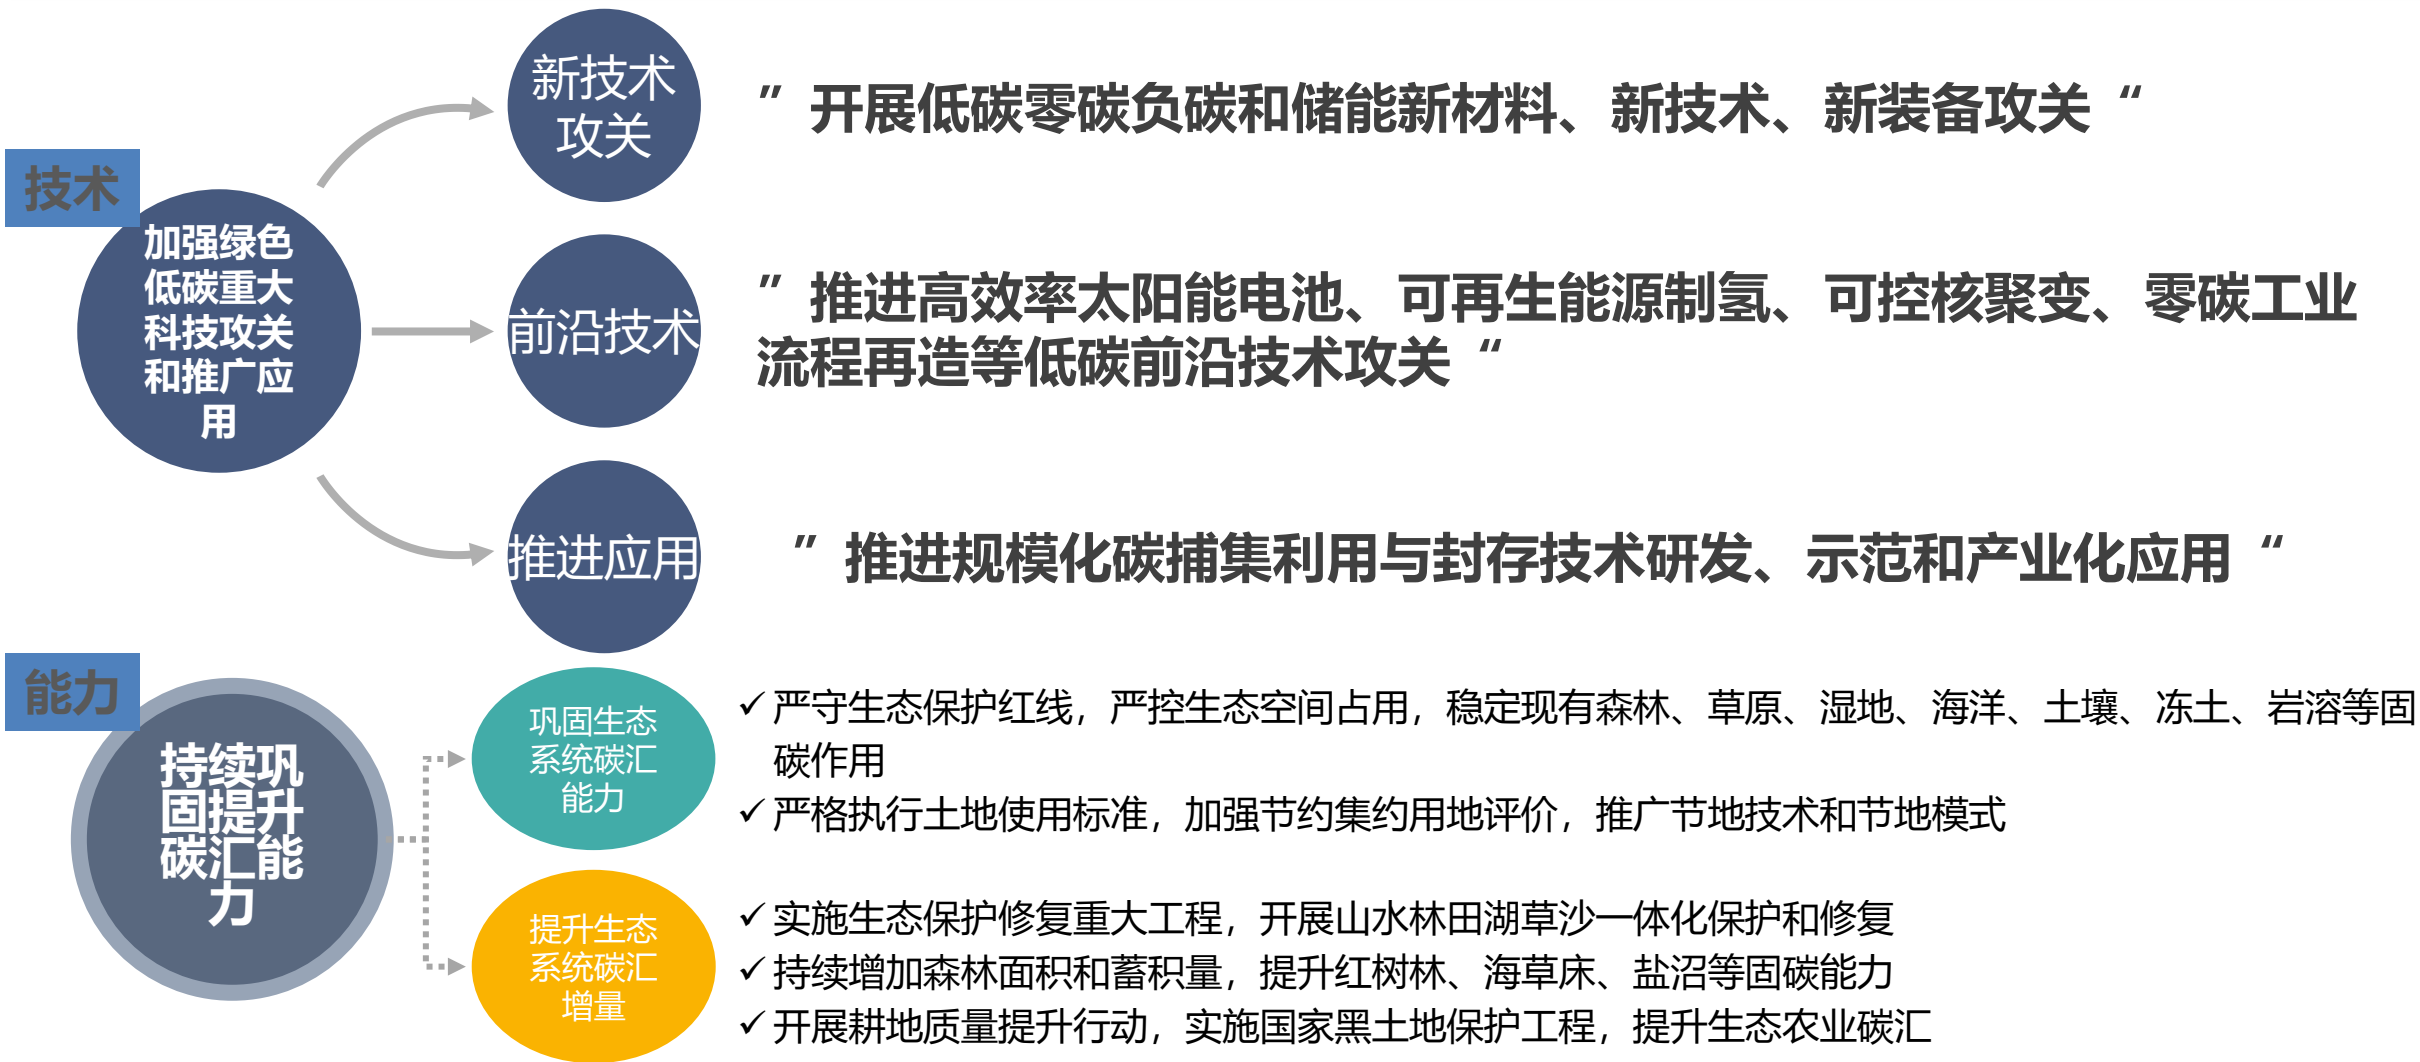 技术
加强绿色
低碳重大
科技攻关
和推广应
用
新技术
攻关
”开展低碳零碳负碳和储能新材料、新技术、新装备攻关“
前沿技术
”推进高效率太阳能电池、可再生能源制氢、可控核聚变、零碳工业
流程再造等低碳前沿技术攻关“
推进应用
”推进规模化碳捕集利用与封存技术研发、示范和产业化应用“
能力
持续巩
固提升
碳汇能
力
巩固生态
系统碳汇
能力
✓严守生态保护红线，严控生态空间占用，稳定现有森林、草原、湿地、海洋、土壤、冻土、岩溶等固
碳作用
✓严格执行土地使用标准，加强节约集约用地评价，推广节地技术和节地模式
提升生态
系统碳汇
增量
✓实施生态保护修复重大工程，开展山水林田湖草沙一体化保护和修复
✓持续增加森林面积和蓄积量，提升红树林、海草床、盐沼等固碳能力
✓开展耕地质量提升行动，实施国家黑土地保护工程，提升生态农业碳汇